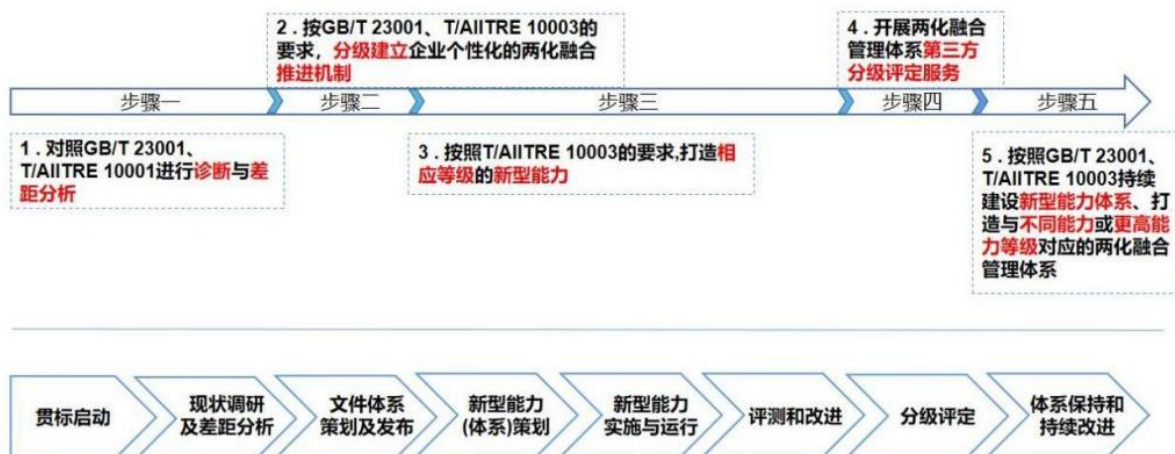 2 . 按GB/T 23001、T/AIITRE 10003的
要求，分级建立企业个性化的两化融合
推进机制
4 . 开展两化融合
管理体系第三方
分级评定服务
步骤一
步骤二
步骤三
步骤四
步骤五
1 . 对照GB/T 23001、
T/AIITRE 10001进行诊断与差
距分析
3 . 按照T/AIITRE 10003的要求,打造相
应等级的新型能力
5 . 按照GB/T 23001、
T/AIITRE 10003持续
建设新型能力体系、打
造与不同能力或更高能
力等级对应的两化融合
管理体系
贯标启动
现状调研
及差距分析
文件体系
策划及发布
新型能力
(体系)策划
新型能力
实施与运行
评测和改进
分级评定
体系保持和
持续改进